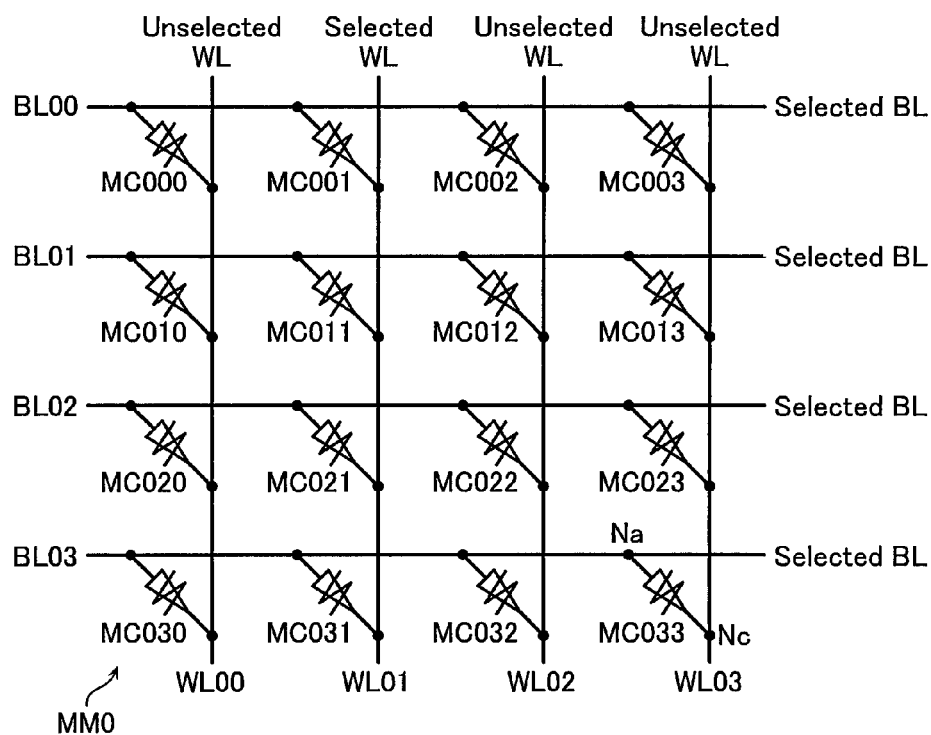 Unselected WL
Selected WL
Unselected WL
Unselected WL
BL00
Selected BL
MC000
MC001
MC002
MC003
BL01
Selected BL
MC010
MC011
MC012
MC013
BL02
Selected BL
MC020
MC021
MC022
MC023
Na
BL03
Selected BL
MC030
MC031
MC032
MC033
Nc
WL00
WL01
WL02
WL03
MM0